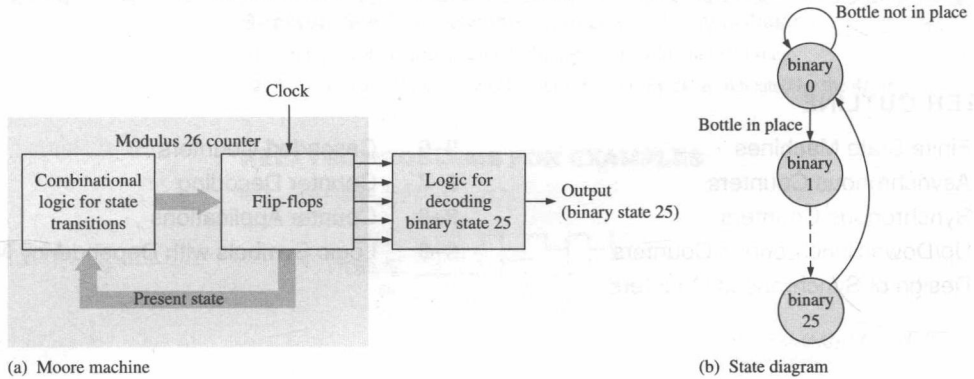 Clock
Modulus 26 counter
Combinational
logic for state
transitions
Flip-flops
Logic for
decoding
binary state 25
Output
(binary state 25)
Present state
(a) Moore machine
Bottle not in place
binary
0
Bottle in place
binary
1
binary
25
(b) State diagram